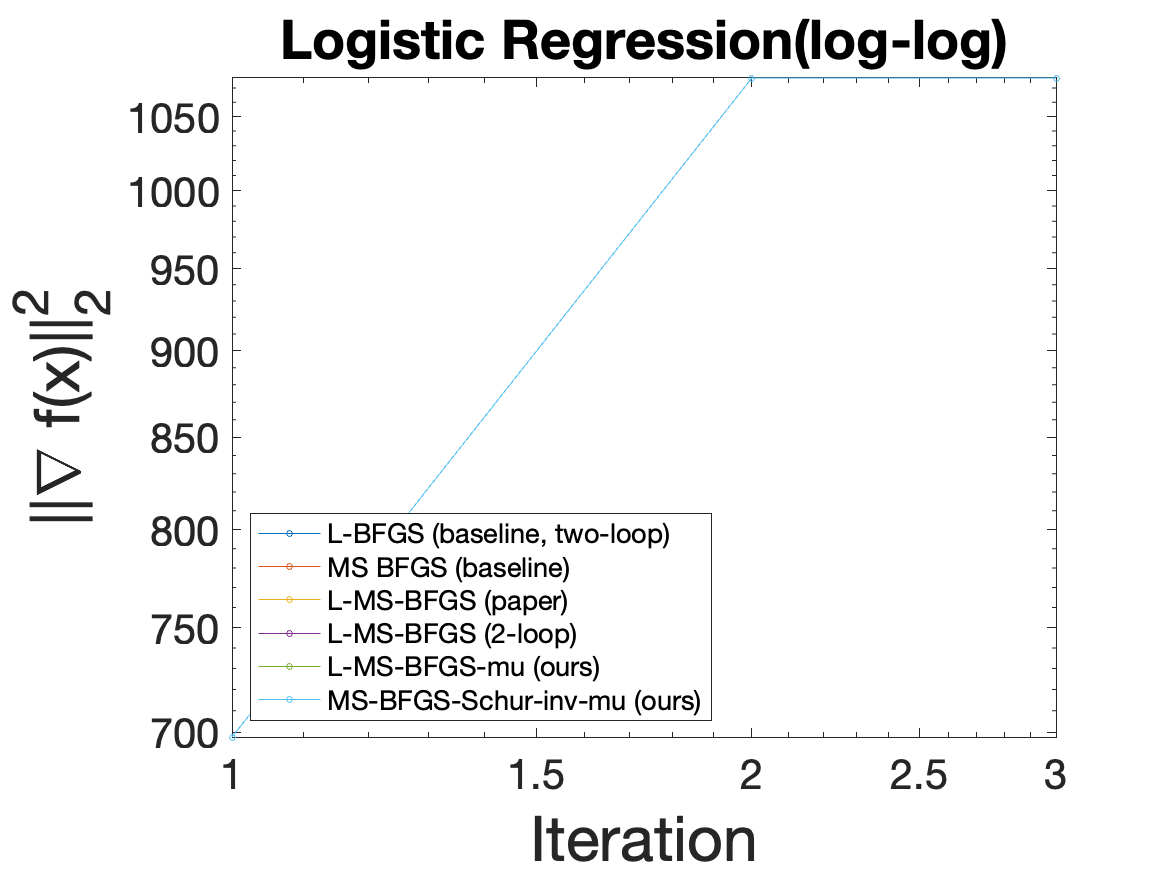 Logistic Regression(log-log)
||∇ f(x)||₂²
1050
1000
950
900
850
800
750
700
L-BFGS (baseline, two-loop)
MS BFGS (baseline)
L-MS-BFGS (paper)
L-MS-BFGS (2-loop)
L-MS-BFGS-mu (ours)
MS-BFGS-Schur-inv-mu (ours)
1 1.5 2 2.5 3
Iteration